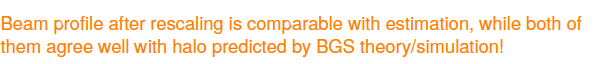 Beam profile after rescaling is comparable with estimation, while both of
them agree well with halo predicted by BGS theory/simulation!